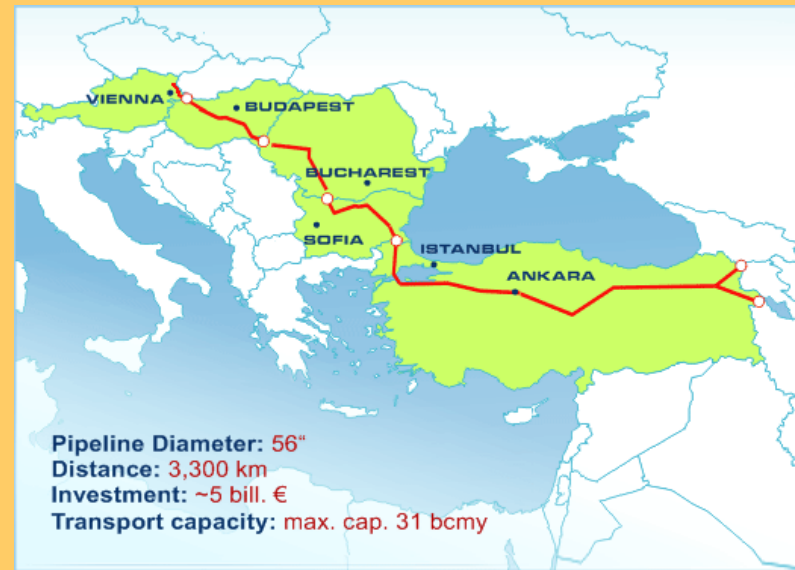 VIENNA
BUDAPEST
BUCHAREST
SOFIA
ISTANBUL
ANKARA
Pipeline Diameter: 56“
Distance: 3,300 km
Investment: ~5 bill. €
Transport capacity: max. cap. 31 bcmy